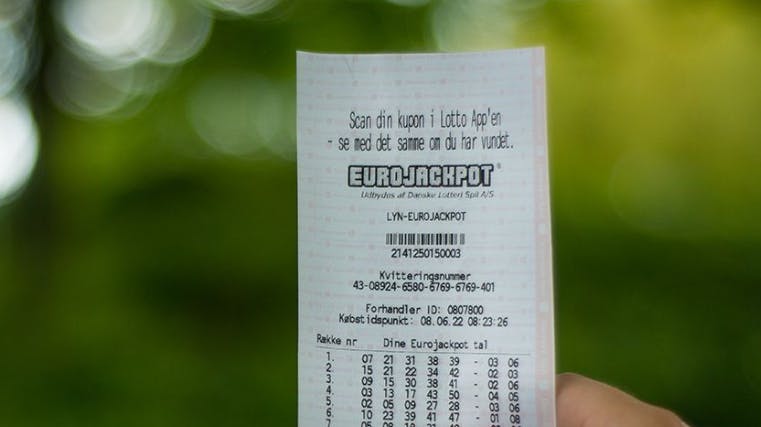 Scan din kupon i Lotto App'en
- se med det samme om du har vundet.
EUROJACKPOT
Udbydes af Danske Lotteri Spil A/S
LYN-EUROJACKPOT
2141250150003
Kvitteringsnummer
43-08924-6580-6769-6769-401
Forhandler ID: 0807800
Købstidspunkt: 08.06.22 08:23:26
Række nr Dine Eurojackpot tal
1. 07 21 31 38 39 - 03 06
2. 15 21 22 34 42 - 02 03
3. 09 15 30 38 41 - 02 06
4. 03 13 17 43 50 - 04 05
5. 02 05 09 27 28 - 03 06
6. 10 23 39 41 47 - 01 08
7.